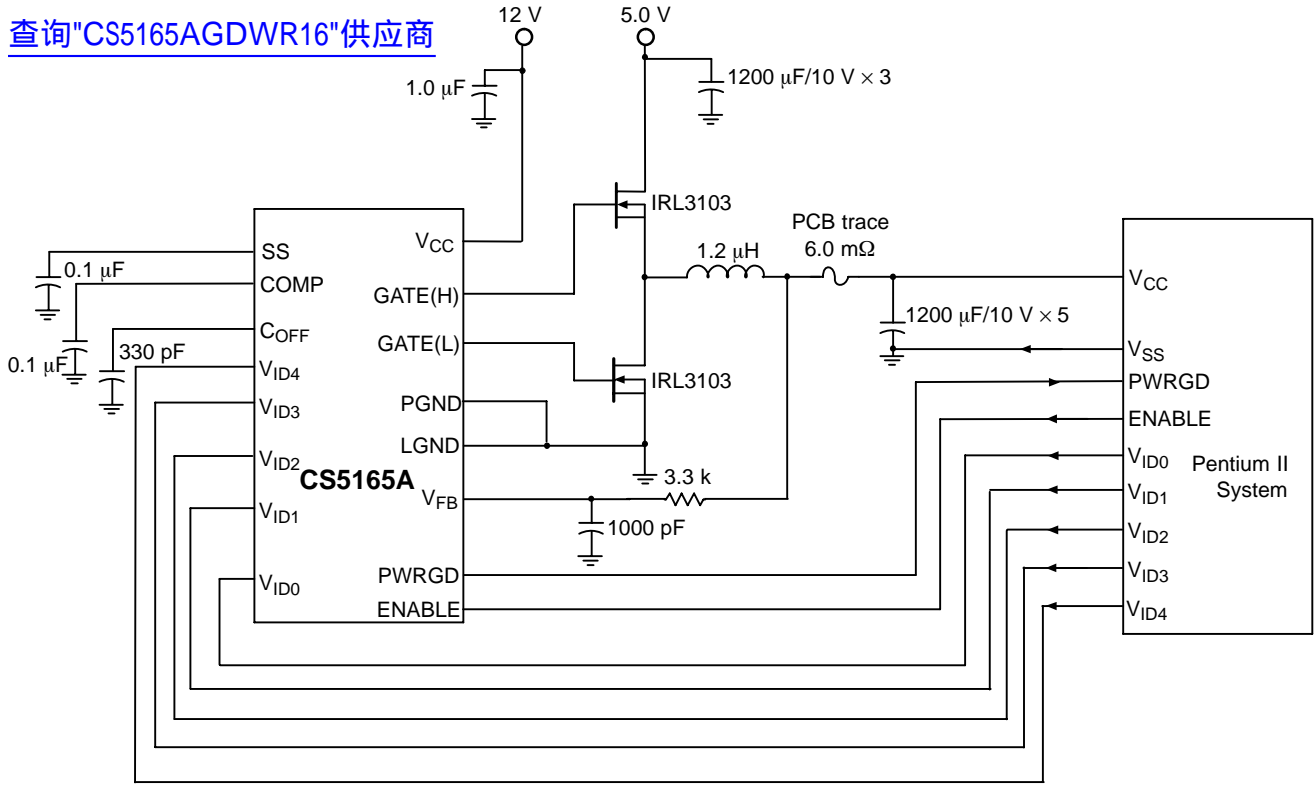 查询"CS5165AGDWR16"供应商
12 V
5.0 V
1.0 μF
1200 μF/10 V × 3
IRL3103
PCB trace
6.0 mΩ
1.2 μH
SS
VCC
0.1 μF
COMP
GATE(H)
VCC
COFF
1200 μF/10 V × 5
330 pF
GATE(L)
VSS
0.1 μF
VID4
IRL3103
PWRGD
VID3
PGND
ENABLE
LGND
VID2
VID0
Pentium II
System
CS5165A
3.3 k
VFB
VID1
VID1
1000 pF
VID2
VID0
PWRGD
VID3
ENABLE
VID4